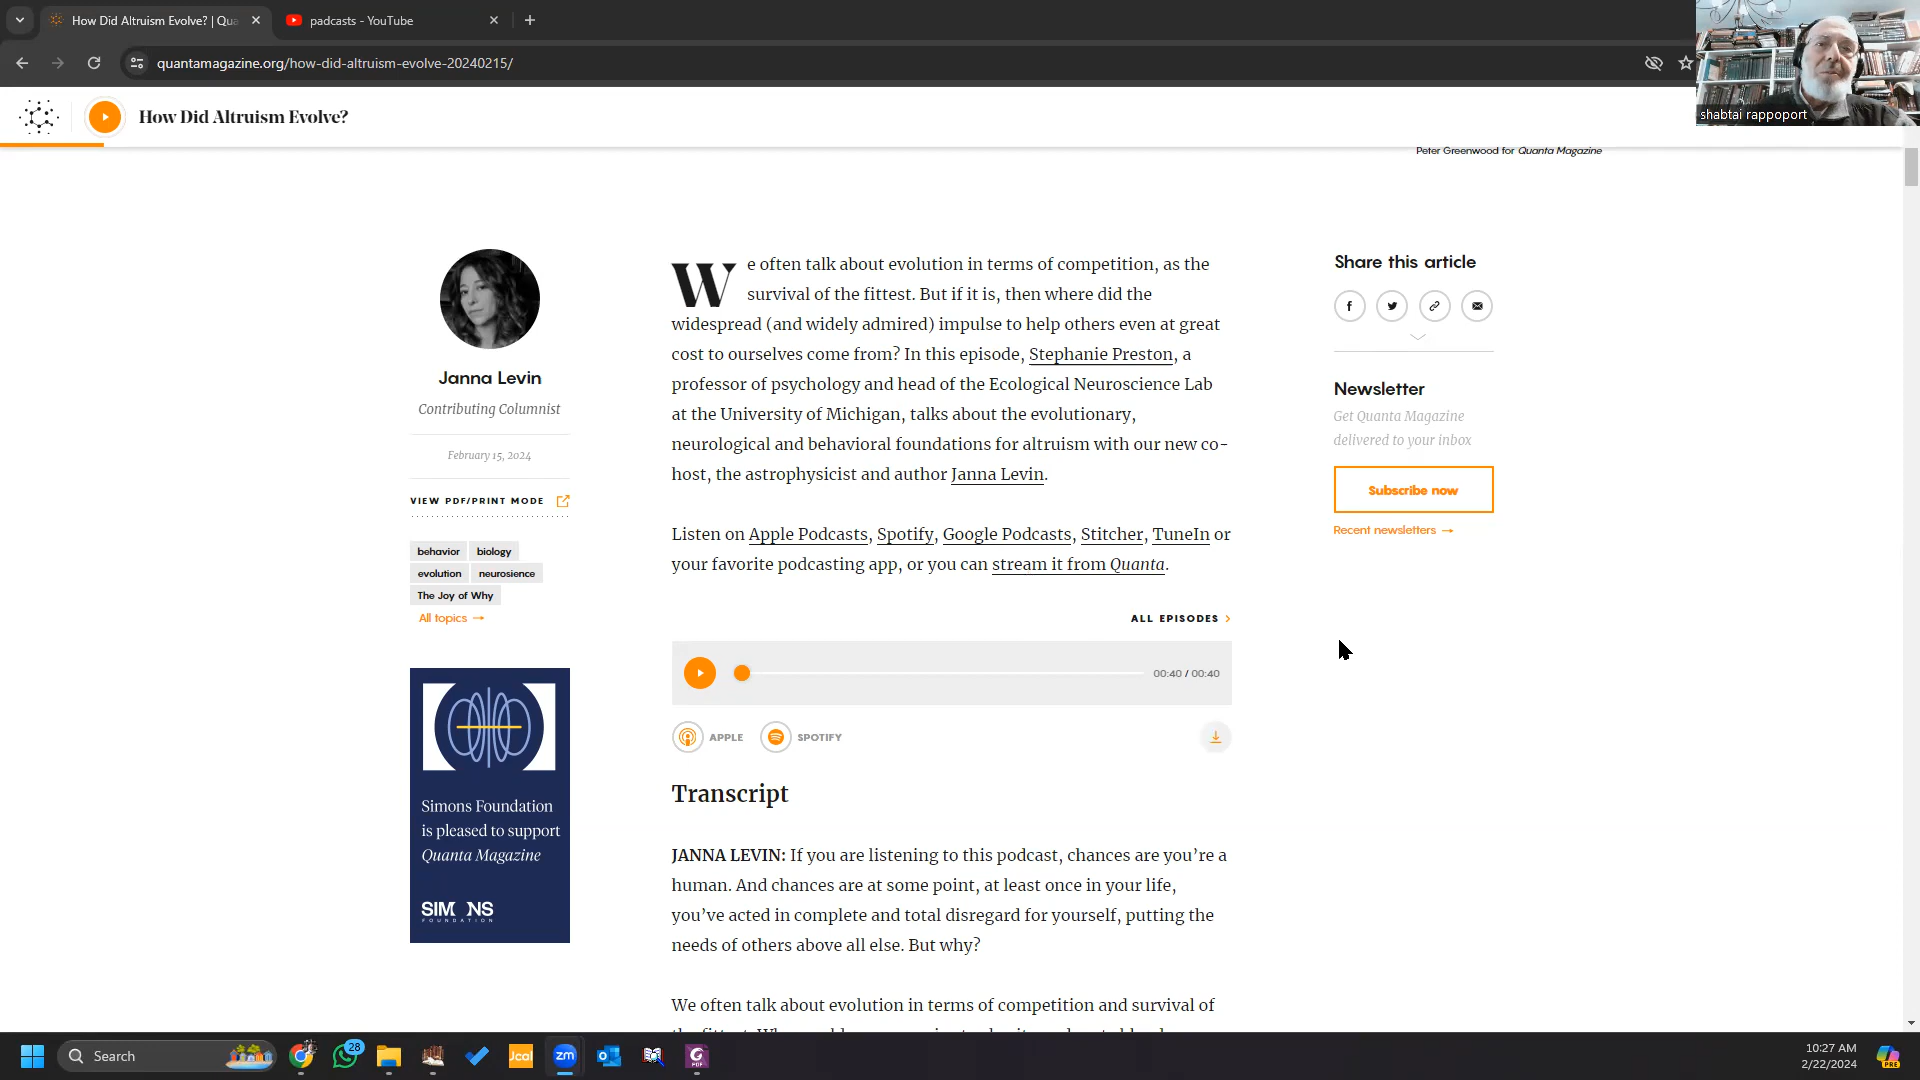 How Did Altruism Evolve? | Qua
padcasts - YouTube
quantamagazine.org/how-did-altruism-evolve-20240215/
How Did Altruism Evolve?
shabtai rappoport
Peter Greenwood for Quanta Magazine
Janna Levin
Contributing Columnist
February 15, 2024
VIEW PDF/PRINT MODE
behavior biology
evolution neurosience
The Joy of Why
All topics →
Simons Foundation
is pleased to support
Quanta Magazine
SIMONS
FOUNDATION
We often talk about evolution in terms of competition, as the
survival of the fittest. But if it is, then where did the
widespread (and widely admired) impulse to help others even at great
cost to ourselves come from? In this episode, Stephanie Preston, a
professor of psychology and head of the Ecological Neuroscience Lab
at the University of Michigan, talks about the evolutionary,
neurological and behavioral foundations for altruism with our new co-
host, the astrophysicist and author Janna Levin.
Listen on Apple Podcasts, Spotify, Google Podcasts, Stitcher, TuneIn or
your favorite podcasting app, or you can stream it from Quanta.
ALL EPISODES
00:40 / 00:40
APPLE SPOTIFY
Transcript
JANNA LEVIN: If you are listening to this podcast, chances are you’re a
human. And chances are at some point, at least once in your life,
you’ve acted in complete and total disregard for yourself, putting the
needs of others above all else. But why?
We often talk about evolution in terms of competition and survival of
Share this article
Newsletter
Get Quanta Magazine
delivered to your inbox
Subscribe now
Recent newsletters →
Search
28
Jcal
zm
10:27 AM
2/22/2024
PRE